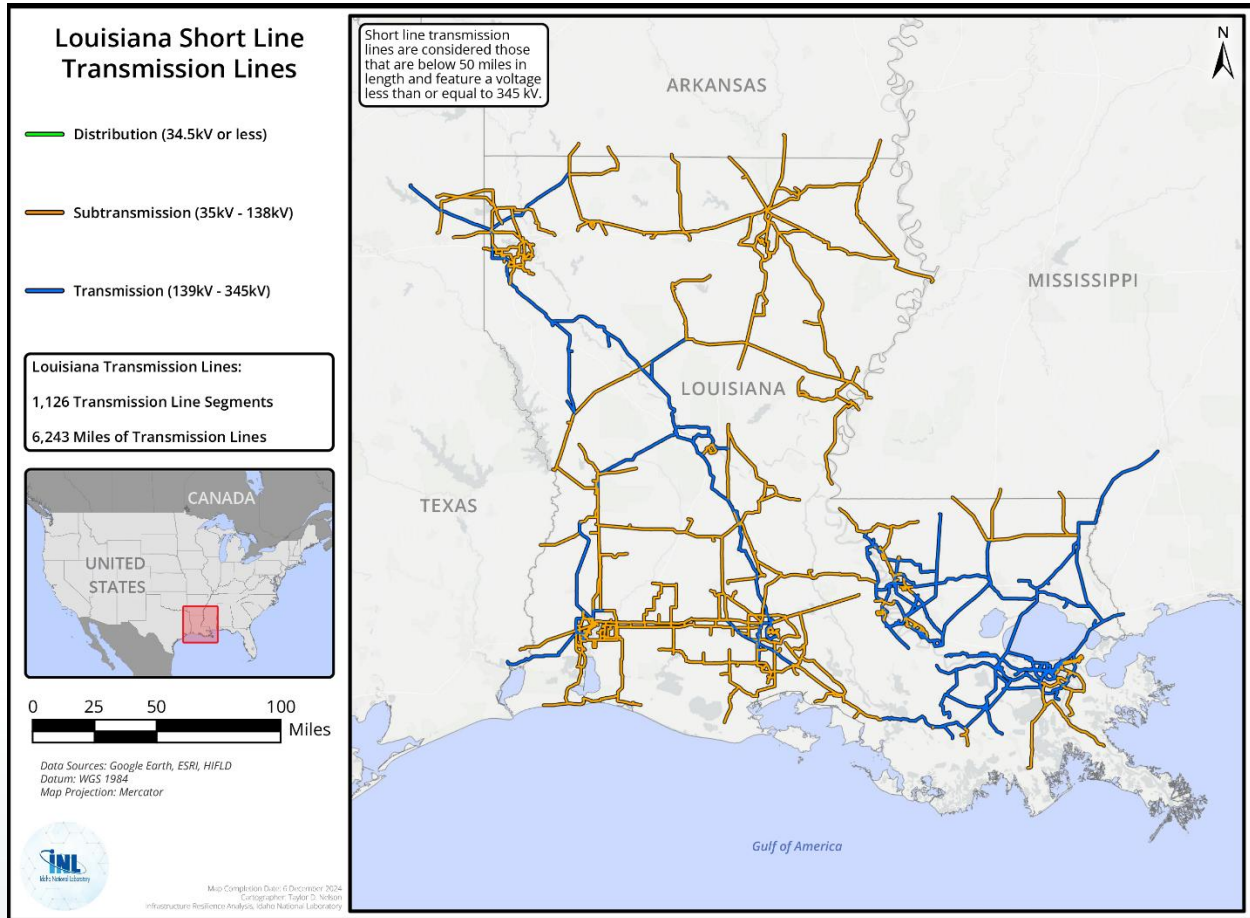 Louisiana Short Line
Transmission Lines
Distribution (34.5kV or less)
Subtransmission (35kV - 138kV)
Transmission (139kV - 345kV)
Louisiana Transmission Lines:
1,126 Transmission Line Segments
6,243 Miles of Transmission Lines
CANADA
UNITED
STATES
0 25 50 100
Miles
Data Sources: Google Earth, ESRI, HIFLD
Datum: WGS 1984
Map Projection: Mercator
INL
Idaho National Laboratory
Map Completion Date: 6 December 2024
Cartographer: Taylor D. Nelson
Infrastructure Resilience Analysis, Idaho National Laboratory
Short line transmission
lines are considered those
that are below 50 miles in
length and feature a voltage
less than or equal to 345 kV.
N
ARKANSAS
MISSISSIPPI
LOUISIANA
TEXAS
Gulf of America